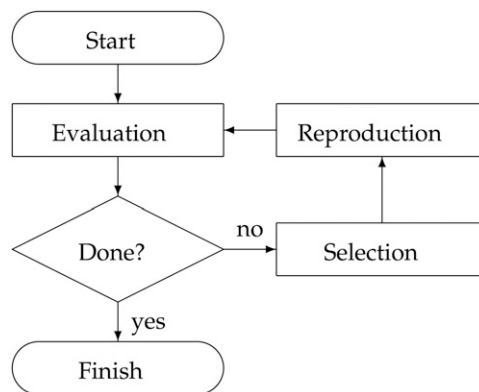 Start
Evaluation
Reproduction
Done?
no
Selection
yes
Finish